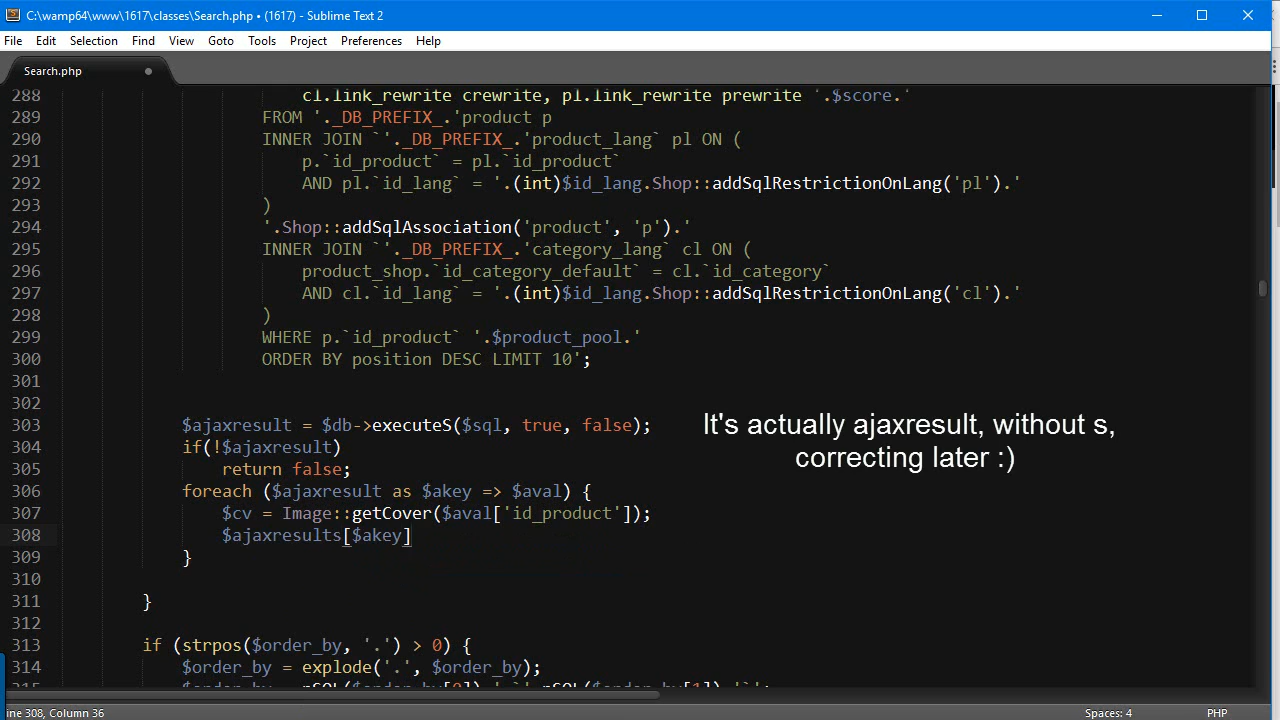 C:\wamp64\www\1617\classes\Search.php • (1617) - Sublime Text 2
File Edit Selection Find View Goto Tools Project Preferences Help
Search.php
288 cl.link_rewrite crewrite, pl.link_rewrite prewrite '.$score.'
289 FROM '._DB_PREFIX_.'product p
290 INNER JOIN `'._DB_PREFIX_.'product_lang` pl ON (
291 p.`id_product` = pl.`id_product`
292 AND pl.`id_lang` = '.(int)$id_lang.Shop::addSqlRestrictionOnLang('pl').'
293 )
294 '.Shop::addSqlAssociation('product', 'p').'
295 INNER JOIN `'._DB_PREFIX_.'category_lang` cl ON (
296 product_shop.`id_category_default` = cl.`id_category`
297 AND cl.`id_lang` = '.(int)$id_lang.Shop::addSqlRestrictionOnLang('cl').'
298 )
299 WHERE p.`id_product` '.$product_pool.'
300 ORDER BY position DESC LIMIT 10';
301
302
303 $ajaxresult = $db->executeS($sql, true, false);
304 if(!$ajaxresult)
305 return false;
306 foreach ($ajaxresult as $akey => $aval) {
307 $cv = Image::getCover($aval['id_product']);
308 $ajaxresults[$akey]
309 }
310
311 }
312
313 if (strpos($order_by, '.') > 0) {
314 $order_by = explode('.', $order_by);
It's actually ajaxresult, without s,
correcting later :)
ine 308, Column 36
Spaces: 4
PHP